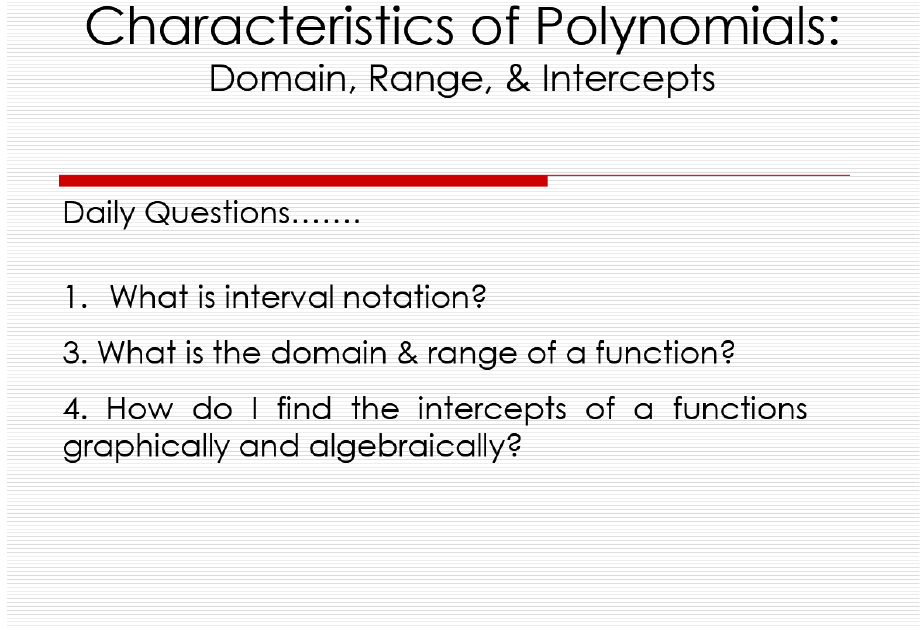 Characteristics of Polynomials:
Domain, Range, & Intercepts
Daily Questions.......
1. What is interval notation?
3. What is the domain & range of a function?
4. How do I find the intercepts of a functions
graphically and algebraically?